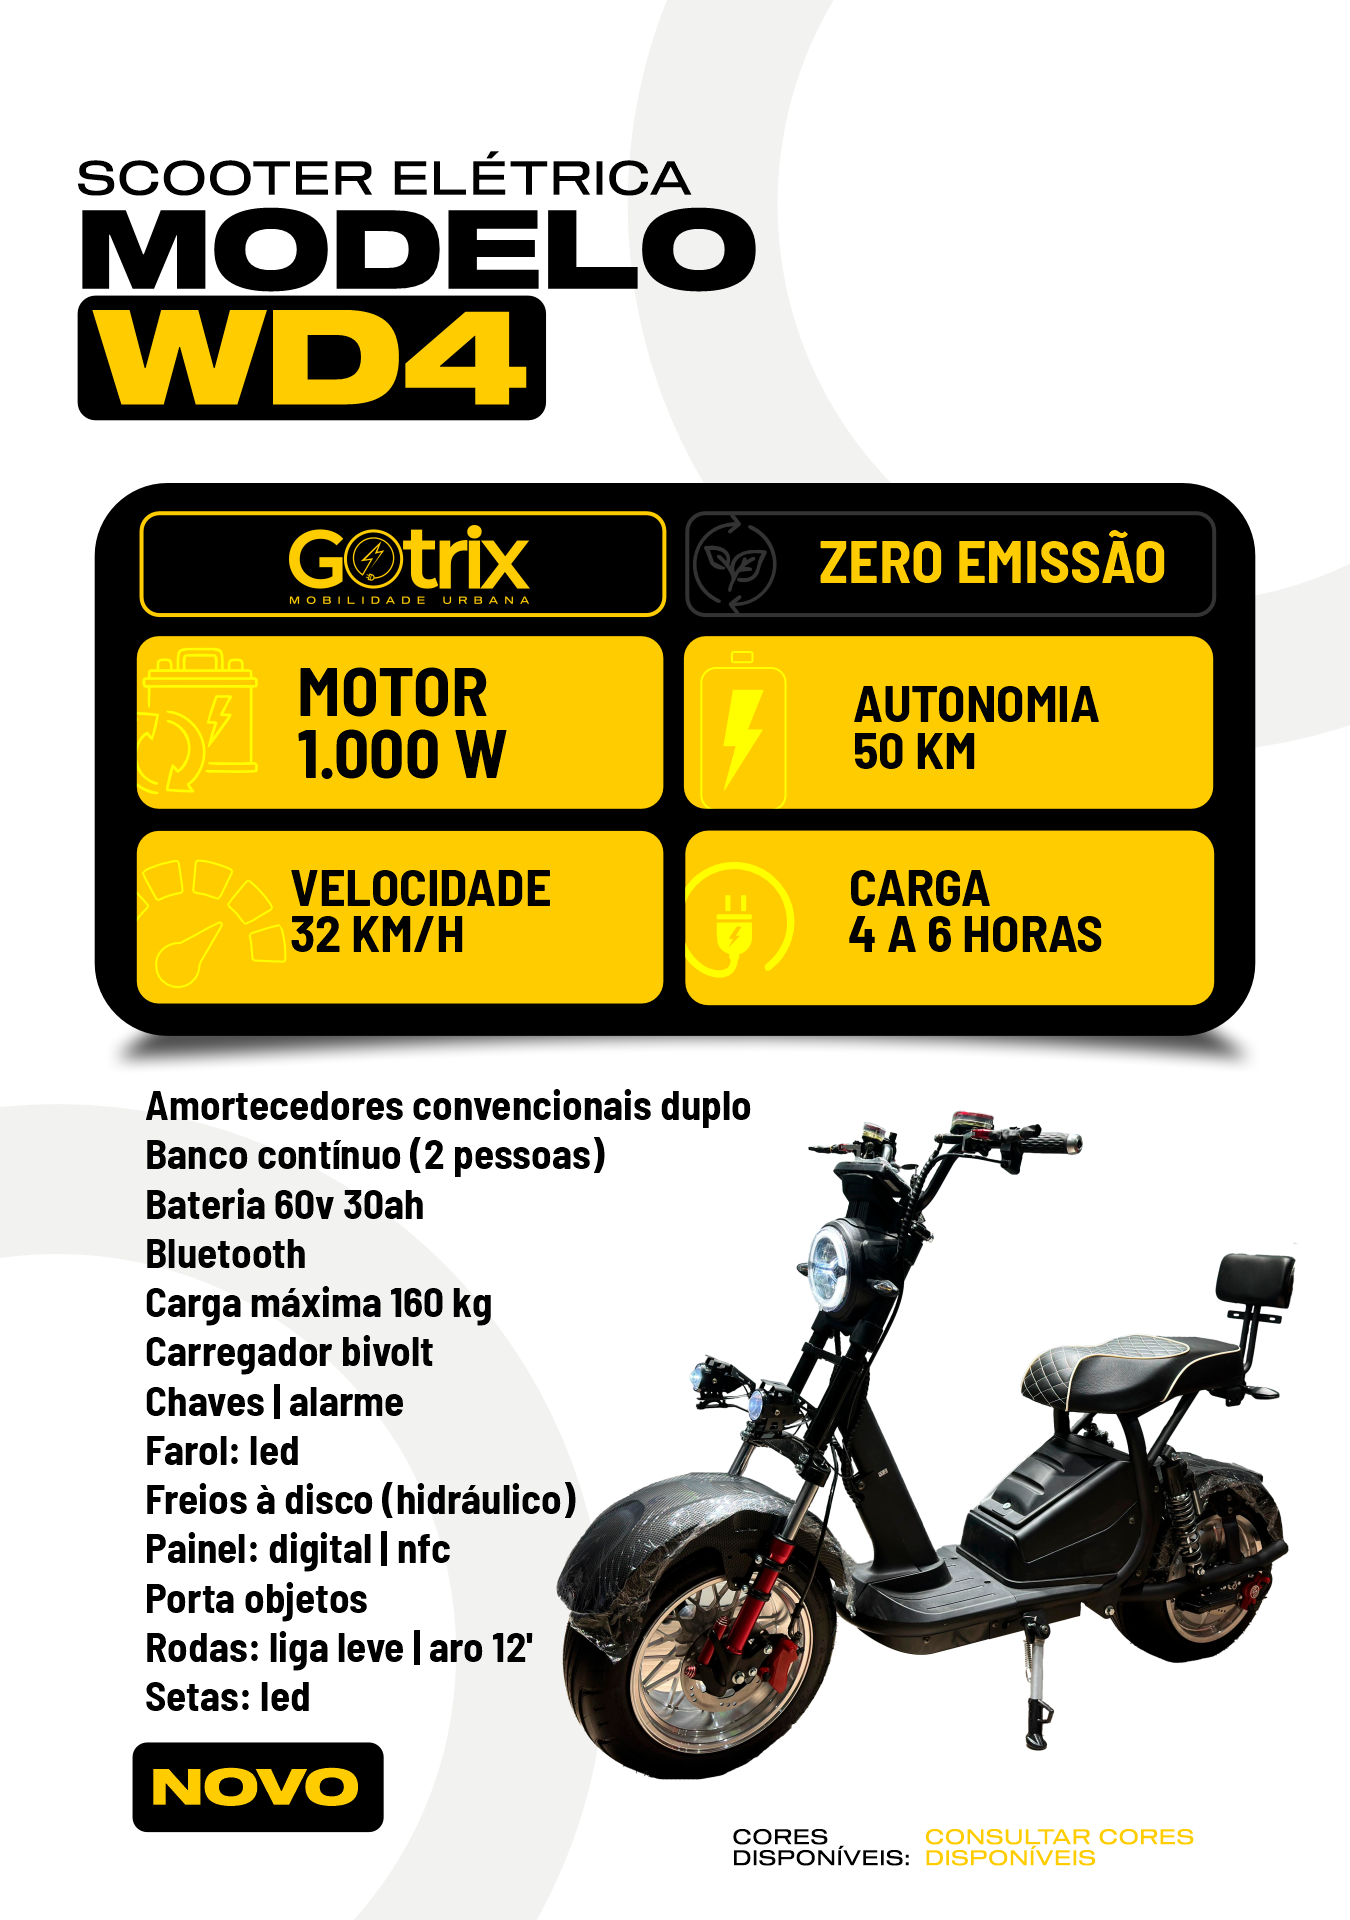 SCOOTER ELÉTRICA
MODELO
WD4
GOtrix
MOBILIDADE URBANA
ZERO EMISSÃO
MOTOR
1.000 W
AUTONOMIA
50 KM
VELOCIDADE
32 KM/H
CARGA
4 A 6 HORAS
Amortecedores convencionais duplo
Banco contínuo (2 pessoas)
Bateria 60v 30ah
Bluetooth
Carga máxima 160 kg
Carregador bivolt
Chaves | alarme
Farol: led
Freios à disco (hidráulico)
Painel: digital | nfc
Porta objetos
Rodas: liga leve | aro 12'
Setas: led
NOVO
CORES
DISPONÍVEIS:
CONSULTAR CORES
DISPONÍVEIS